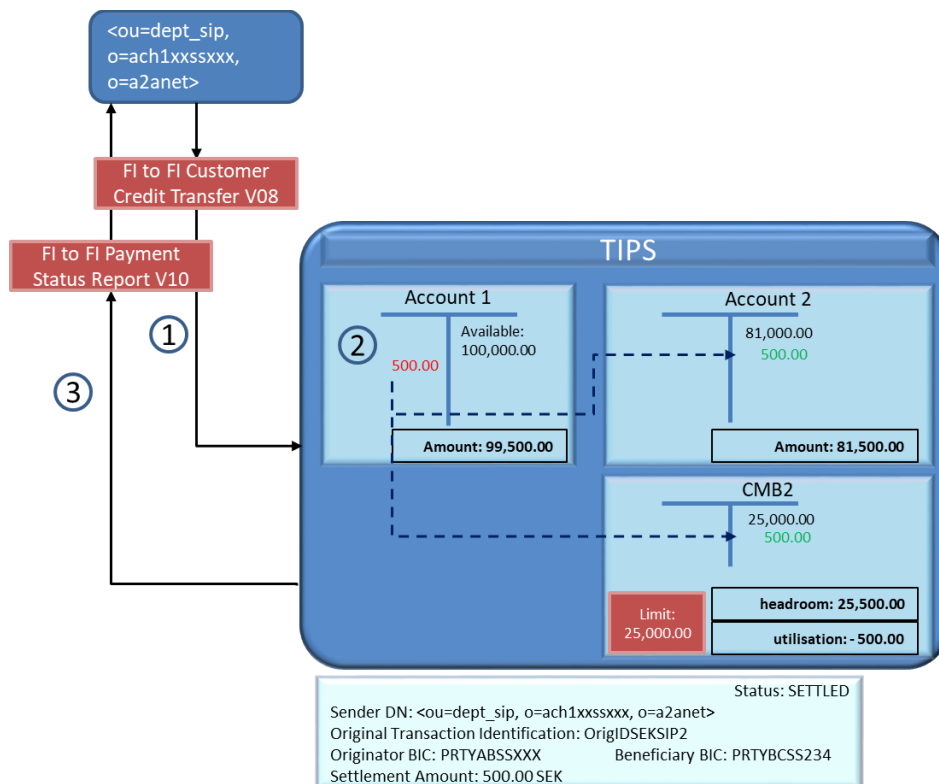 <ou=dept_sip,
o=ach1xxssxxx,
o=a2anet>
FI to FI Customer
Credit Transfer V08
FI to FI Payment
Status Report V10
1
3
TIPS
Account 1
2
Available:
100,000.00
500.00
Amount: 99,500.00
Account 2
81,000.00
500.00
Amount: 81,500.00
CMB2
25,000.00
500.00
Limit:
25,000.00
headroom: 25,500.00
utilisation: - 500.00
Status: SETTLED
Sender DN: <ou=dept_sip, o=ach1xxssxxx, o=a2anet>
Original Transaction Identification: OrigIDSEKSIP2
Originator BIC: PRTYABSSXXX Beneficiary BIC: PRTYBCSS234
Settlement Amount: 500.00 SEK